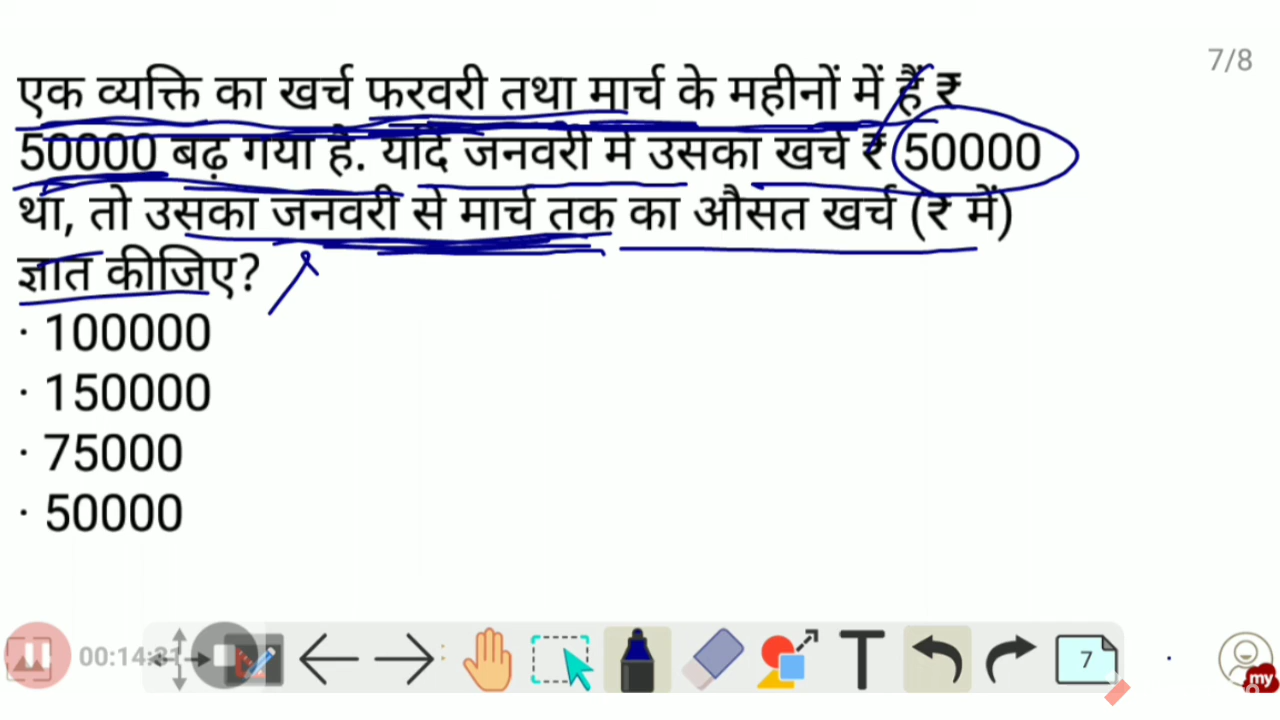 7/8
एक व्यक्ति का खर्च फरवरी तथा मार्च के महीनों में हैं ₹
50000 बढ़ गया है. यदि जनवरी में उसका खर्च ₹ 50000
था, तो उसका जनवरी से मार्च तक का औसत खर्च (₹ में)
ज्ञात कीजिए?
· 100000
· 150000
· 75000
· 50000
7
my